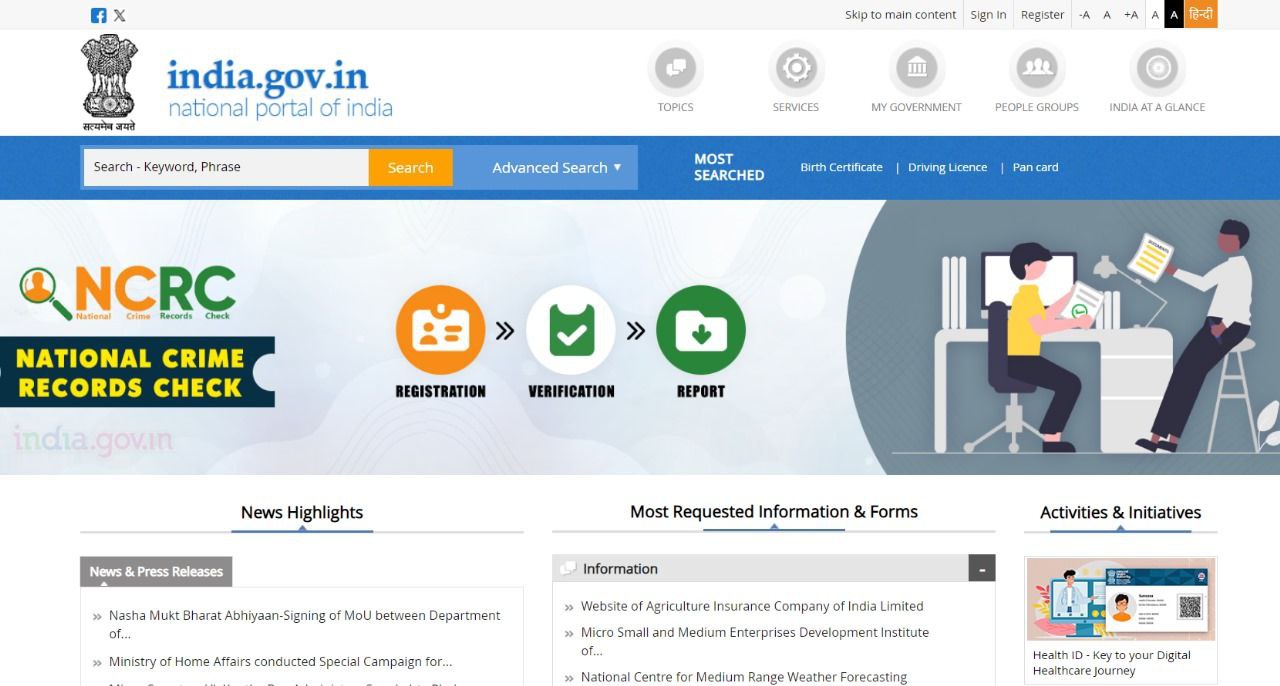 Skip to main content
Sign In
Register
-A
A
+A
A
A
हिन्दी
सत्यमेव जयते
india.gov.in
national portal of india
TOPICS
SERVICES
MY GOVERNMENT
PEOPLE GROUPS
INDIA AT A GLANCE
Search - Keyword, Phrase
Search
Advanced Search
MOST
SEARCHED
Birth Certificate | Driving Licence | Pan card
NCRC
National Crime Records Check
NATIONAL CRIME
RECORDS CHECK
india.gov.in
REGISTRATION
VERIFICATION
REPORT
DOCUMENTS
News Highlights
News & Press Releases
Nasha Mukt Bharat Abhiyaan-Signing of MoU between Department
of...
Ministry of Home Affairs conducted Special Campaign for...
Most Requested Information & Forms
Information
Website of Agriculture Insurance Company of India Limited
Micro Small and Medium Enterprises Development Institute
of...
National Centre for Medium Range Weather Forecasting
Activities & Initiatives
Health ID - Key to your Digital
Healthcare Journey